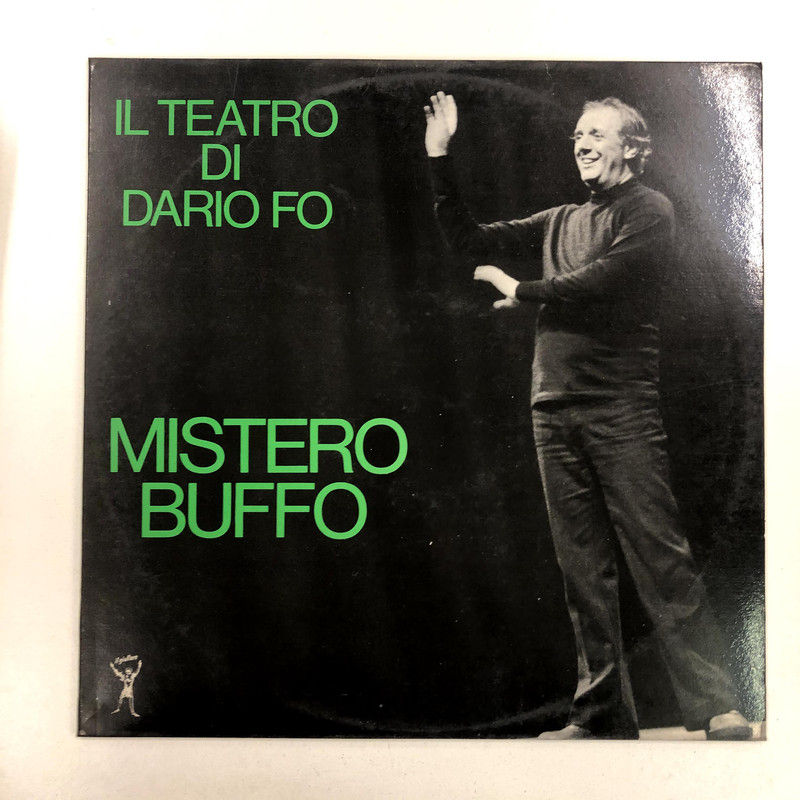 IL TEATRO
DI
DARIO FO
MISTERO
BUFFO